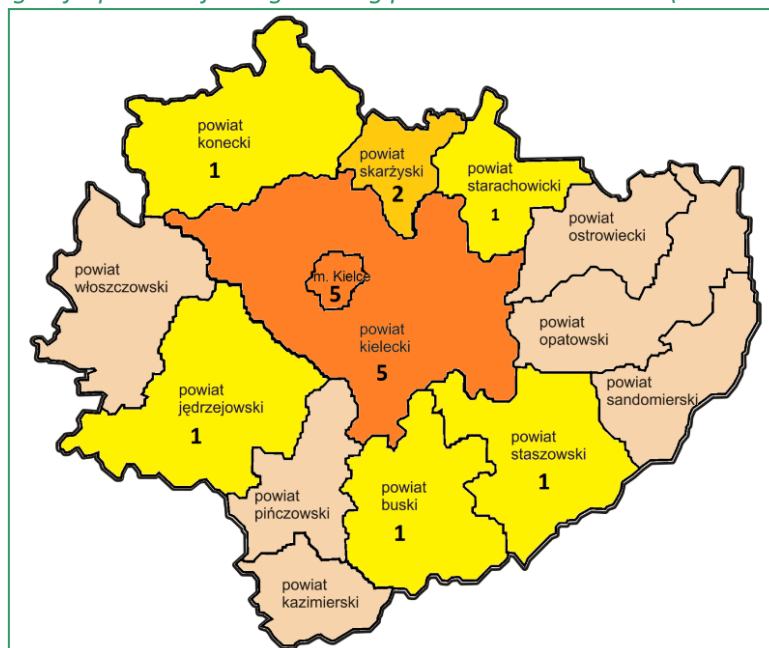 powiat
konecki
1
powiat
skarżyski
2
powiat
starachowicki
1
powiat
ostrowiecki
powiat
włoszczowski
m. Kielce
5
powiat
kielecki
5
powiat
opatowski
powiat
sandomierski
powiat
jędrzejowski
1
powiat
staszowski
1
powiat
pińczowski
powiat
buski
1
powiat
kazimierski